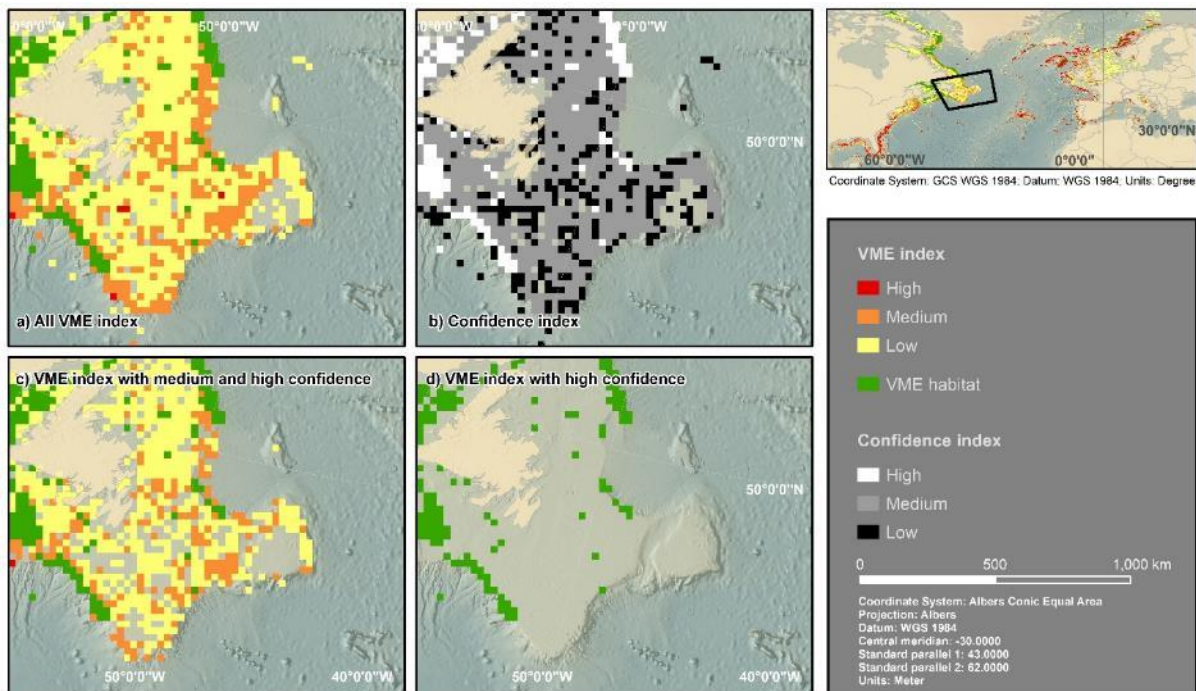 0°0'0"W
50°0'0"W
a) All VME index
0°0'0"W
0°0'0"W
50°0'0"N
b) Confidence index
c) VME index with medium and high confidence
50°0'0"W
d) VME index with high confidence
50°0'0"N
50°0'0"W
40°0'0"W
30°0'0"N
60°0'0"W
0°0'0"
Coordinate System: GCS WGS 1984; Datum: WGS 1984; Units: Degree
VME index
High
Medium
Low
VME habitat
Confidence index
High
Medium
Low
0 500 1,000 km
Coordinate System: Albers Conic Equal Area
Projection: Albers
Datum: WGS 1984
Central meridian: -30.0000
Standard parallel 1: 43.0000
Standard parallel 2: 62.0000
Units: Meter